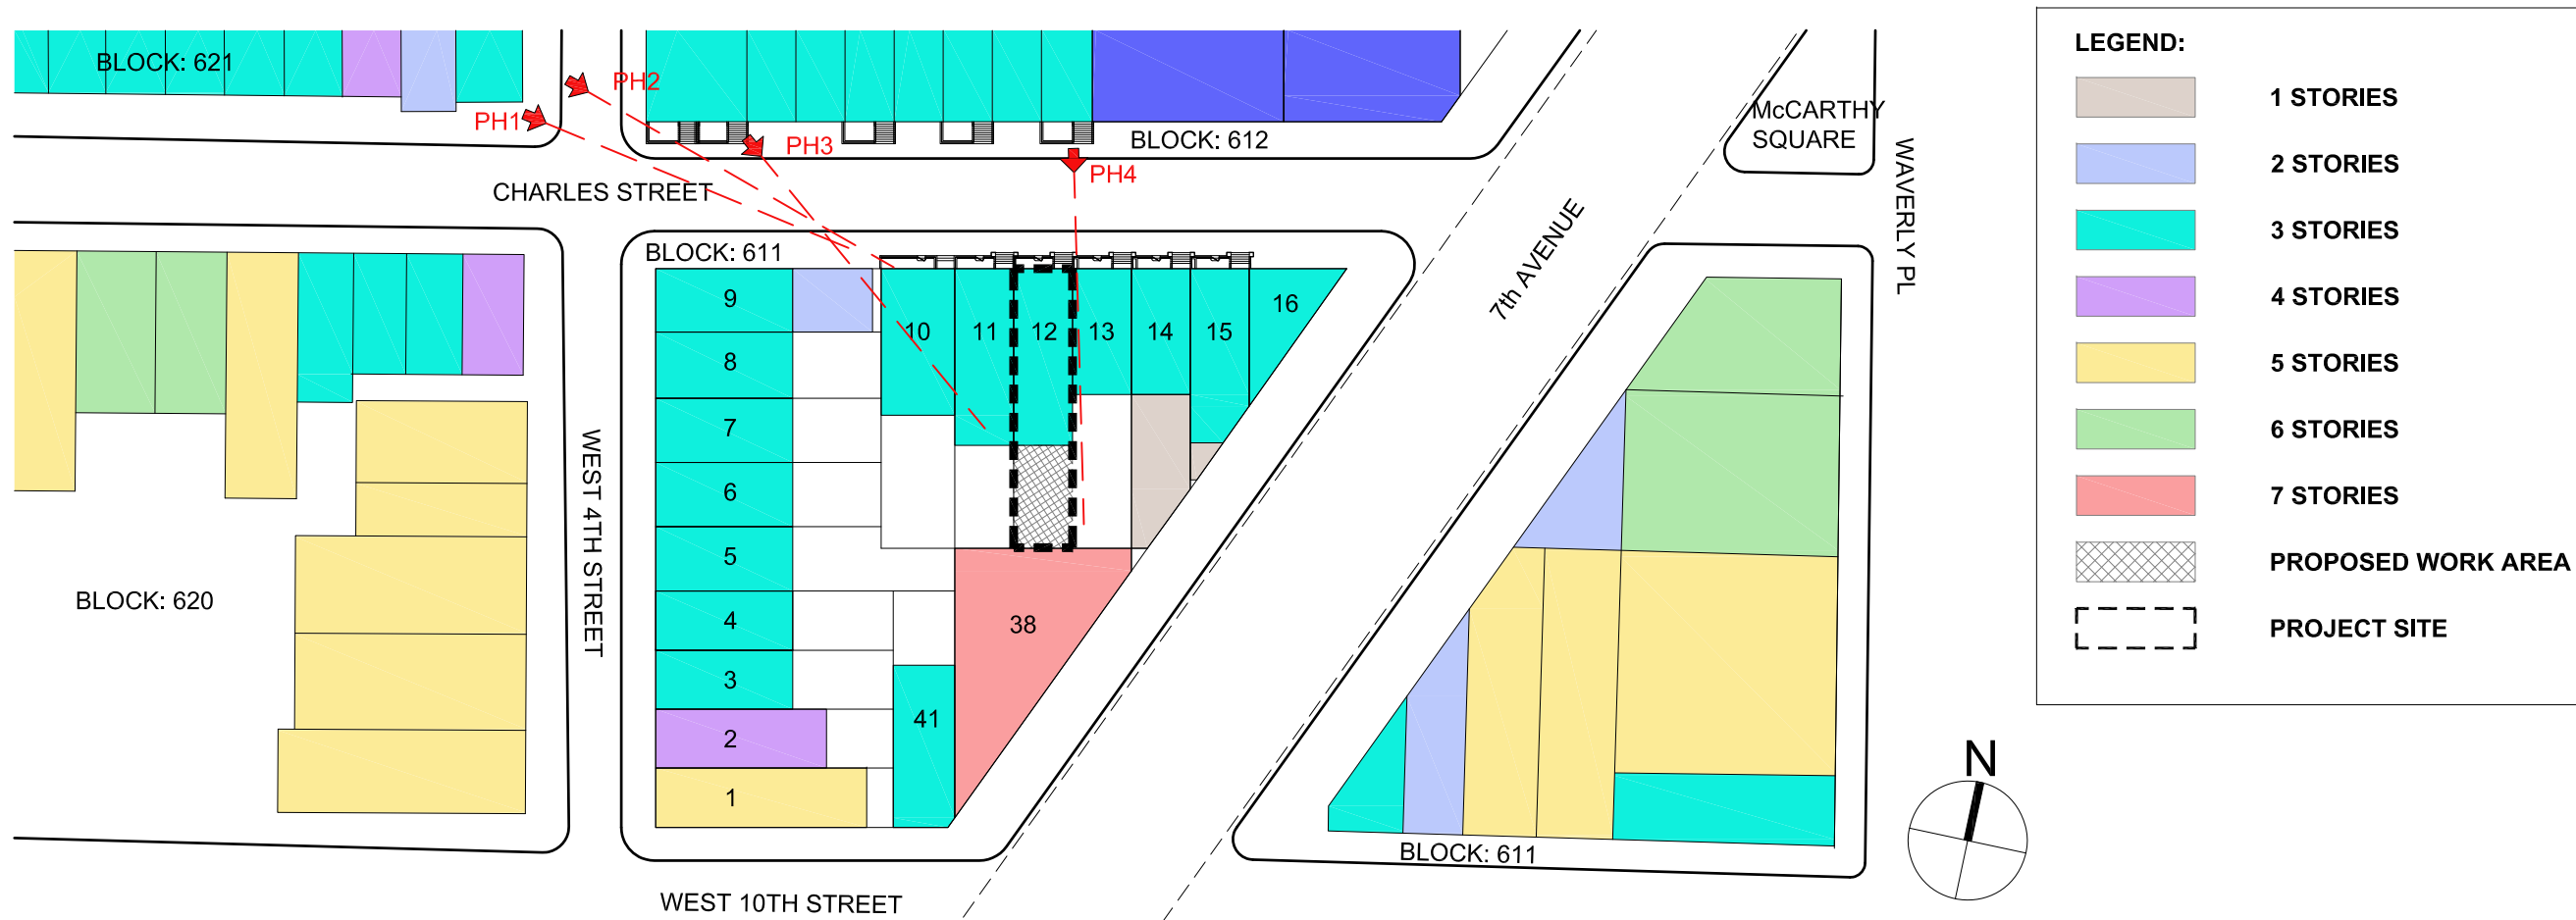 BLOCK: 621
PH2
PH1
PH3
PH4
BLOCK: 612
McCARTHY
SQUARE
WAVERLY PL
CHARLES STREET
7th AVENUE
BLOCK: 611
9
8
7
6
5
4
3
2
1
10
11
12
13
14
15
16
38
41
WEST 4TH STREET
BLOCK: 620
BLOCK: 611
WEST 10TH STREET
N
LEGEND:
1 STORIES
2 STORIES
3 STORIES
4 STORIES
5 STORIES
6 STORIES
7 STORIES
PROPOSED WORK AREA
PROJECT SITE